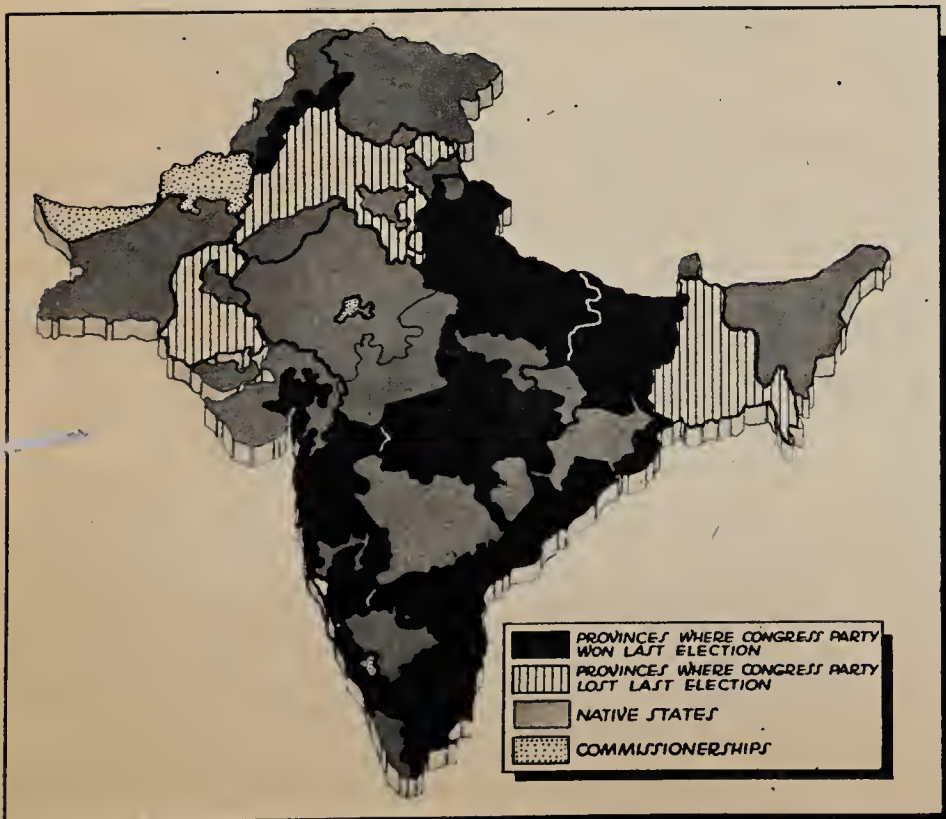 PROVINCES WHERE CONGRESS PARTY
WON LAST ELECTION
PROVINCES WHERE CONGRESS PARTY
LOST LAST ELECTION
NATIVE STATES
COMMISSIONERSHIPS